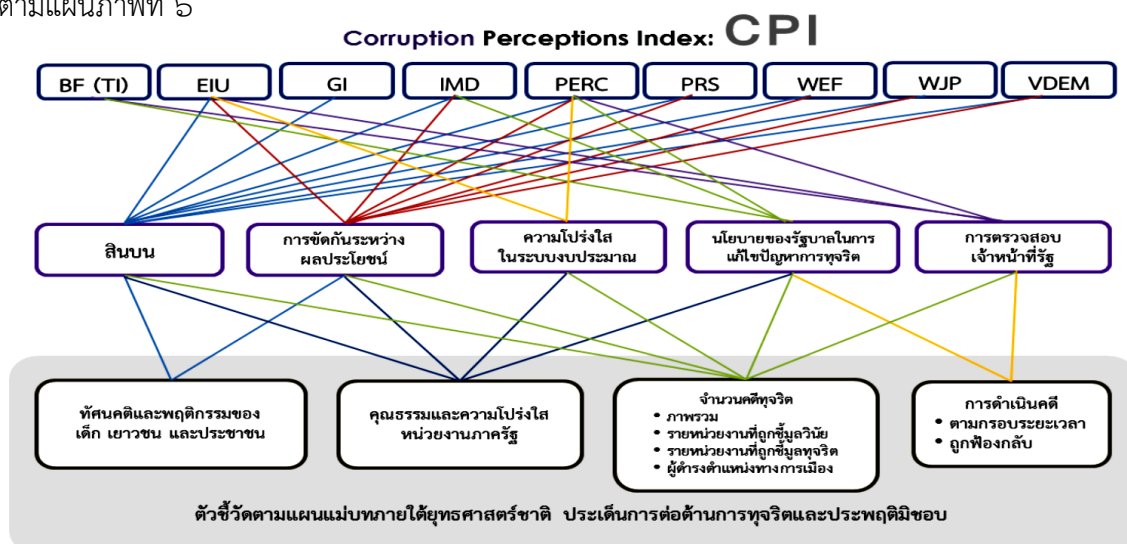 ตามแผนภาพที่ ๖
Corruption Perceptions Index: CPI
BF (TI) EIU GI IMD PERC PRS WEF WJP VDEM
สินบน
การขัดกันระหว่าง
ผลประโยชน์
ความโปร่งใส
ในระบบงบประมาณ
นโยบายของรัฐบาลในการ
แก้ไขปัญหาการทุจริต
การตรวจสอบ
เจ้าหน้าที่รัฐ
ทัศนคติและพฤติกรรมของ
เด็ก เยาวชน และประชาชน
คุณธรรมและความโปร่งใส
หน่วยงานภาครัฐ
จำนวนคดีทุจริต
• ภาพรวม
• รายหน่วยงานที่ถูกชี้มูลวินัย
• รายหน่วยงานที่ถูกชี้มูลทุจริต
• ผู้ดำรงตำแหน่งทางการเมือง
การดำเนินคดี
• ตามกรอบระยะเวลา
• ถูกฟ้องกลับ
ตัวชี้วัดตามแผนแม่บทภายใต้ยุทธศาสตร์ชาติ ประเด็นการต่อต้านการทุจริตและประพฤติมิชอบ